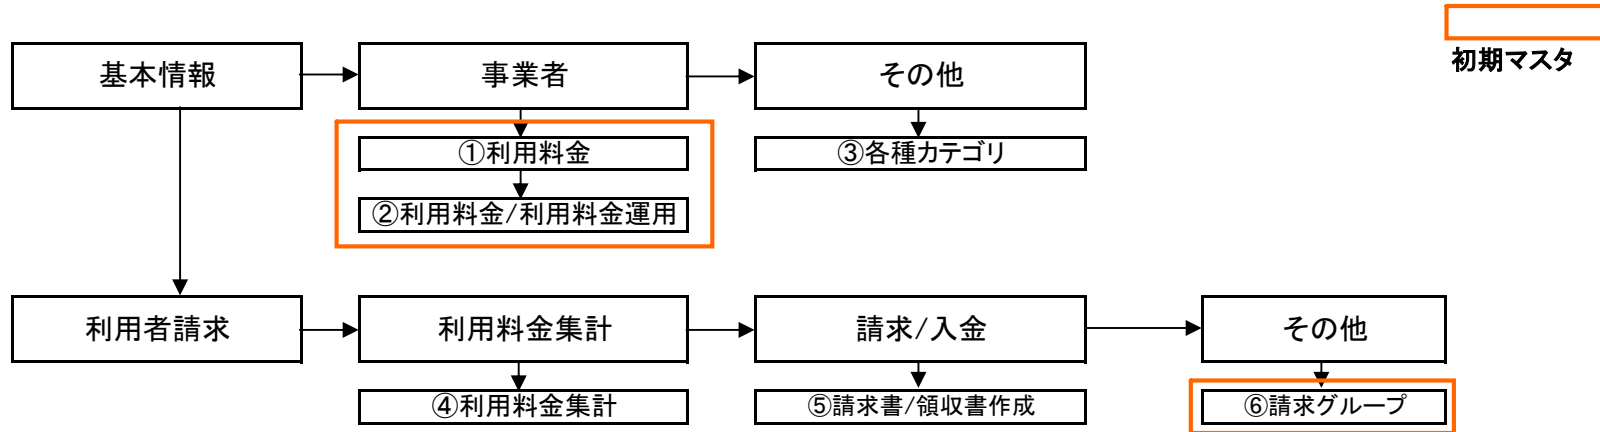 初期マスタ
基本情報
事業者
その他
①利用料金
③各種カテゴリ
②利用料金/利用料金運用
利用者請求
利用料金集計
請求/入金
その他
④利用料金集計
⑤請求書/領収書作成
⑥請求グループ